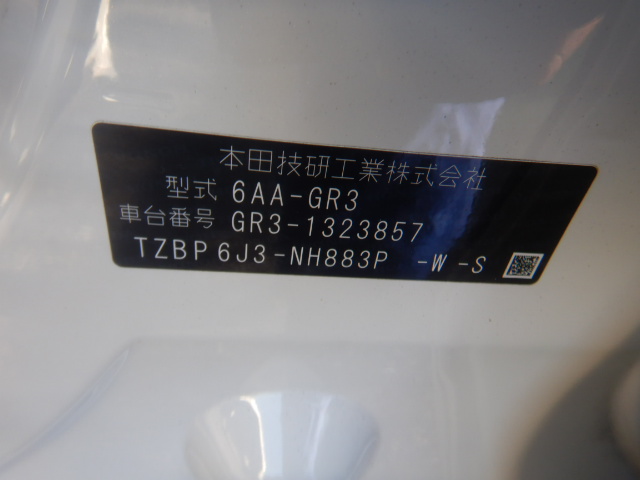 本田技研工業株式会社
型式 6AA-GR3
車台番号 GR3-1323857
TZBP6J3-NH883P -W-S